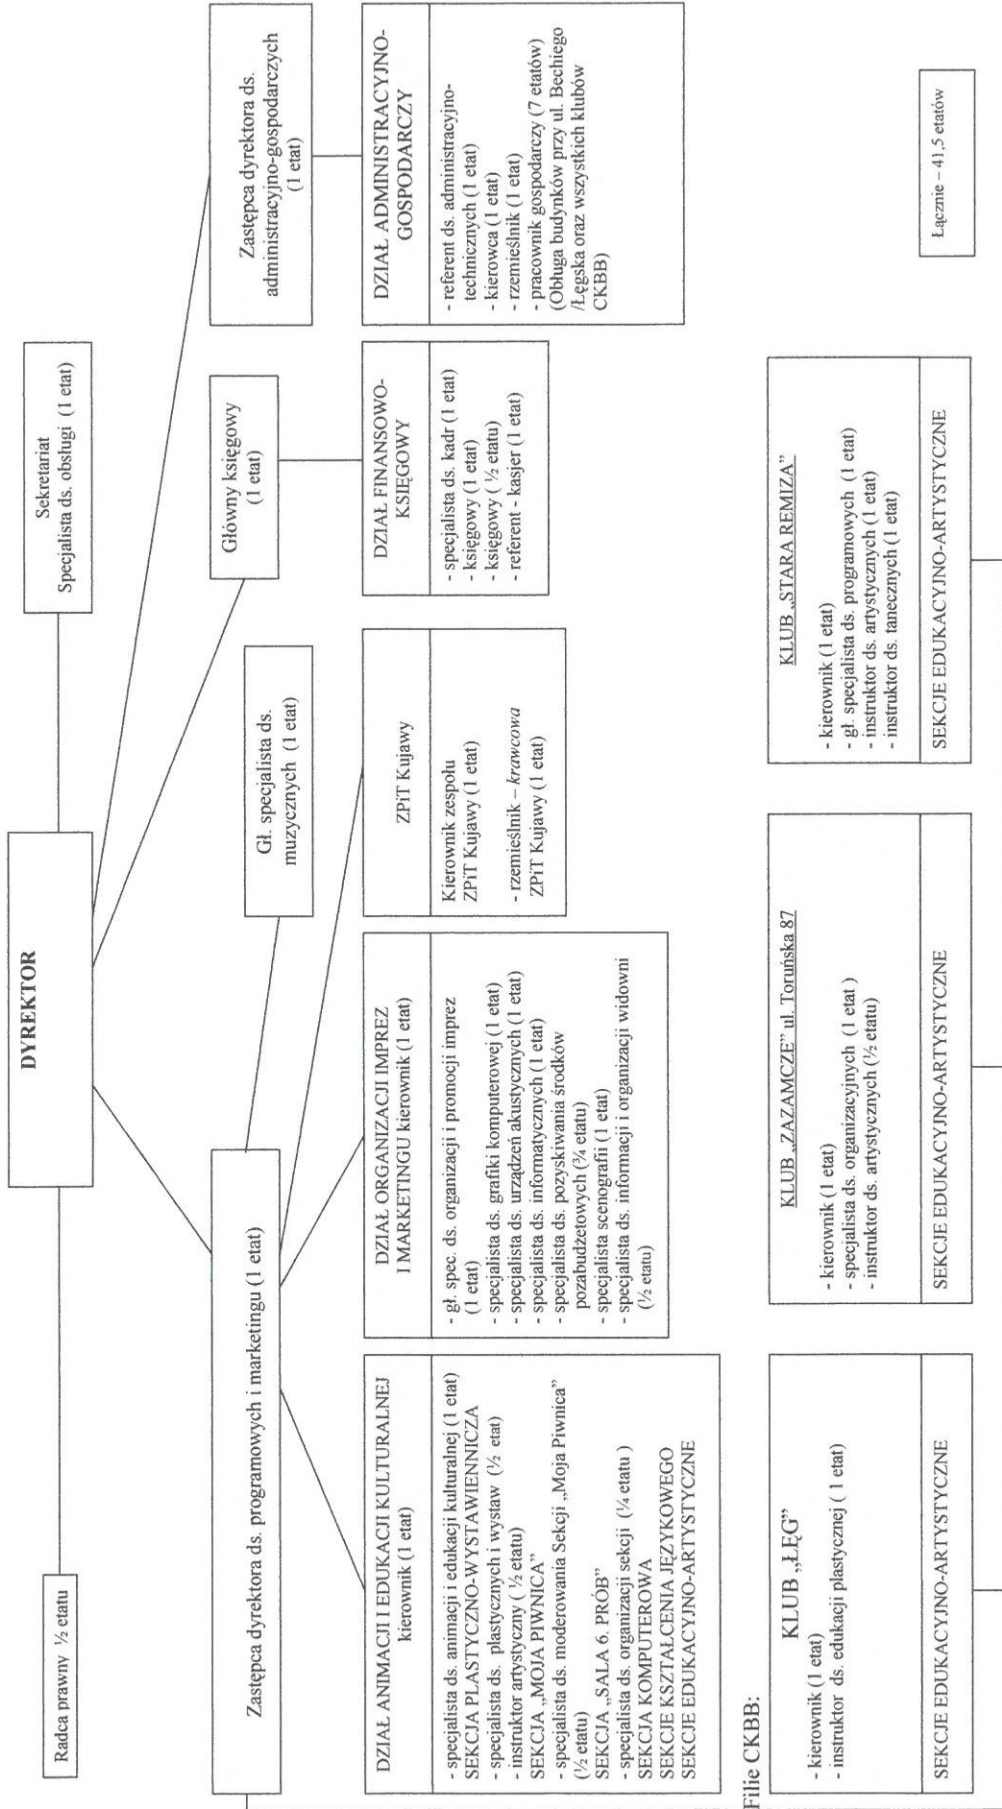 DYREKTOR
Radca prawny ½ etatu
Sekretariat
Specjalista ds. obsługi (1 etat)
Zastępca dyrektora ds. programowych i marketingu (1 etat)
Gł. specjalista ds.
muzycznych (1 etat)
Główny księgowy
(1 etat)
Zastępca dyrektora ds.
administracyjno-gospodarczych
(1 etat)
DZIAŁ ANIMACJI I EDUKACJI KULTURALNEJ
kierownik (1 etat)
- specjalista ds. animacji i edukacji kulturalnej (1 etat)
SEKCJA PLASTYCZNO-WYSTAWIENNICZA
- specjalista ds. plastycznych i wystaw (½ etat)
- instruktor artystyczny ( ½ etatu)
SEKCJA „MOJA PIWNICA”
- specjalista ds. moderowania Sekcji „Moja Piwnica”
(½ etatu)
SEKCJA „SALA 6. PRÓB”
- specjalista ds. organizacji sekcji (¼ etatu )
SEKCJA KOMPUTEROWA
SEKCJE KSZTAŁCENIA JĘZYKOWEGO
SEKCJE EDUKACYJNO-ARTYSTYCZNE
DZIAŁ ORGANIZACJI IMPREZ
I MARKETINGU kierownik (1 etat)
- gł. spec. ds. organizacji i promocji imprez
(1 etat)
- specjalista ds. grafiki komputerowej (1 etat)
- specjalista ds. urządzeń akustycznych (1 etat)
- specjalista ds. informatycznych (1 etat)
- specjalista ds. pozyskiwania środków
pozabudżetowych (¾ etatu)
- specjalista scenografii (1 etat)
- specjalista ds. informacji i organizacji widowni
(½ etatu)
ZPiT Kujawy
Kierownik zespołu
ZPiT Kujawy (1 etat)
- rzemieślnik – krawcowa
ZPiT Kujawy (1 etat)
DZIAŁ FINANSOWO-
KSIĘGOWY
- specjalista ds. kadr (1 etat)
- księgowy (1 etat)
- księgowy ( ½ etatu)
- referent - kasjer (1 etat)
DZIAŁ ADMINISTRACYJNO-
GOSPODARCZY
- referent ds. administracyjno-
technicznych (1 etat)
- kierowca (1 etat)
- rzemieślnik (1 etat)
- pracownik gospodarczy (7 etatów)
(Obługa budynków przy ul. Bechiego
/Łęgska oraz wszystkich klubów
CKBB)
Filie CKBB:
KLUB „ŁĘG”
- kierownik (1 etat)
- instruktor ds. edukacji plastycznej ( 1 etat)
SEKCJE EDUKACYJNO-ARTYSTYCZNE
KLUB „ZAZAMCZE” ul. Toruńska 87
- kierownik (1 etat)
- specjalista ds. organizacyjnych (1 etat )
- instruktor ds. artystycznych (½ etatu)
SEKCJE EDUKACYJNO-ARTYSTYCZNE
KLUB „STARA REMIZA”
- kierownik (1 etat)
- gł. specjalista ds. programowych (1 etat)
- instruktor ds. artystycznych (1 etat)
- instruktor ds. tanecznych (1 etat)
SEKCJE EDUKACYJNO-ARTYSTYCZNE
Łącznie – 41,5 etatów